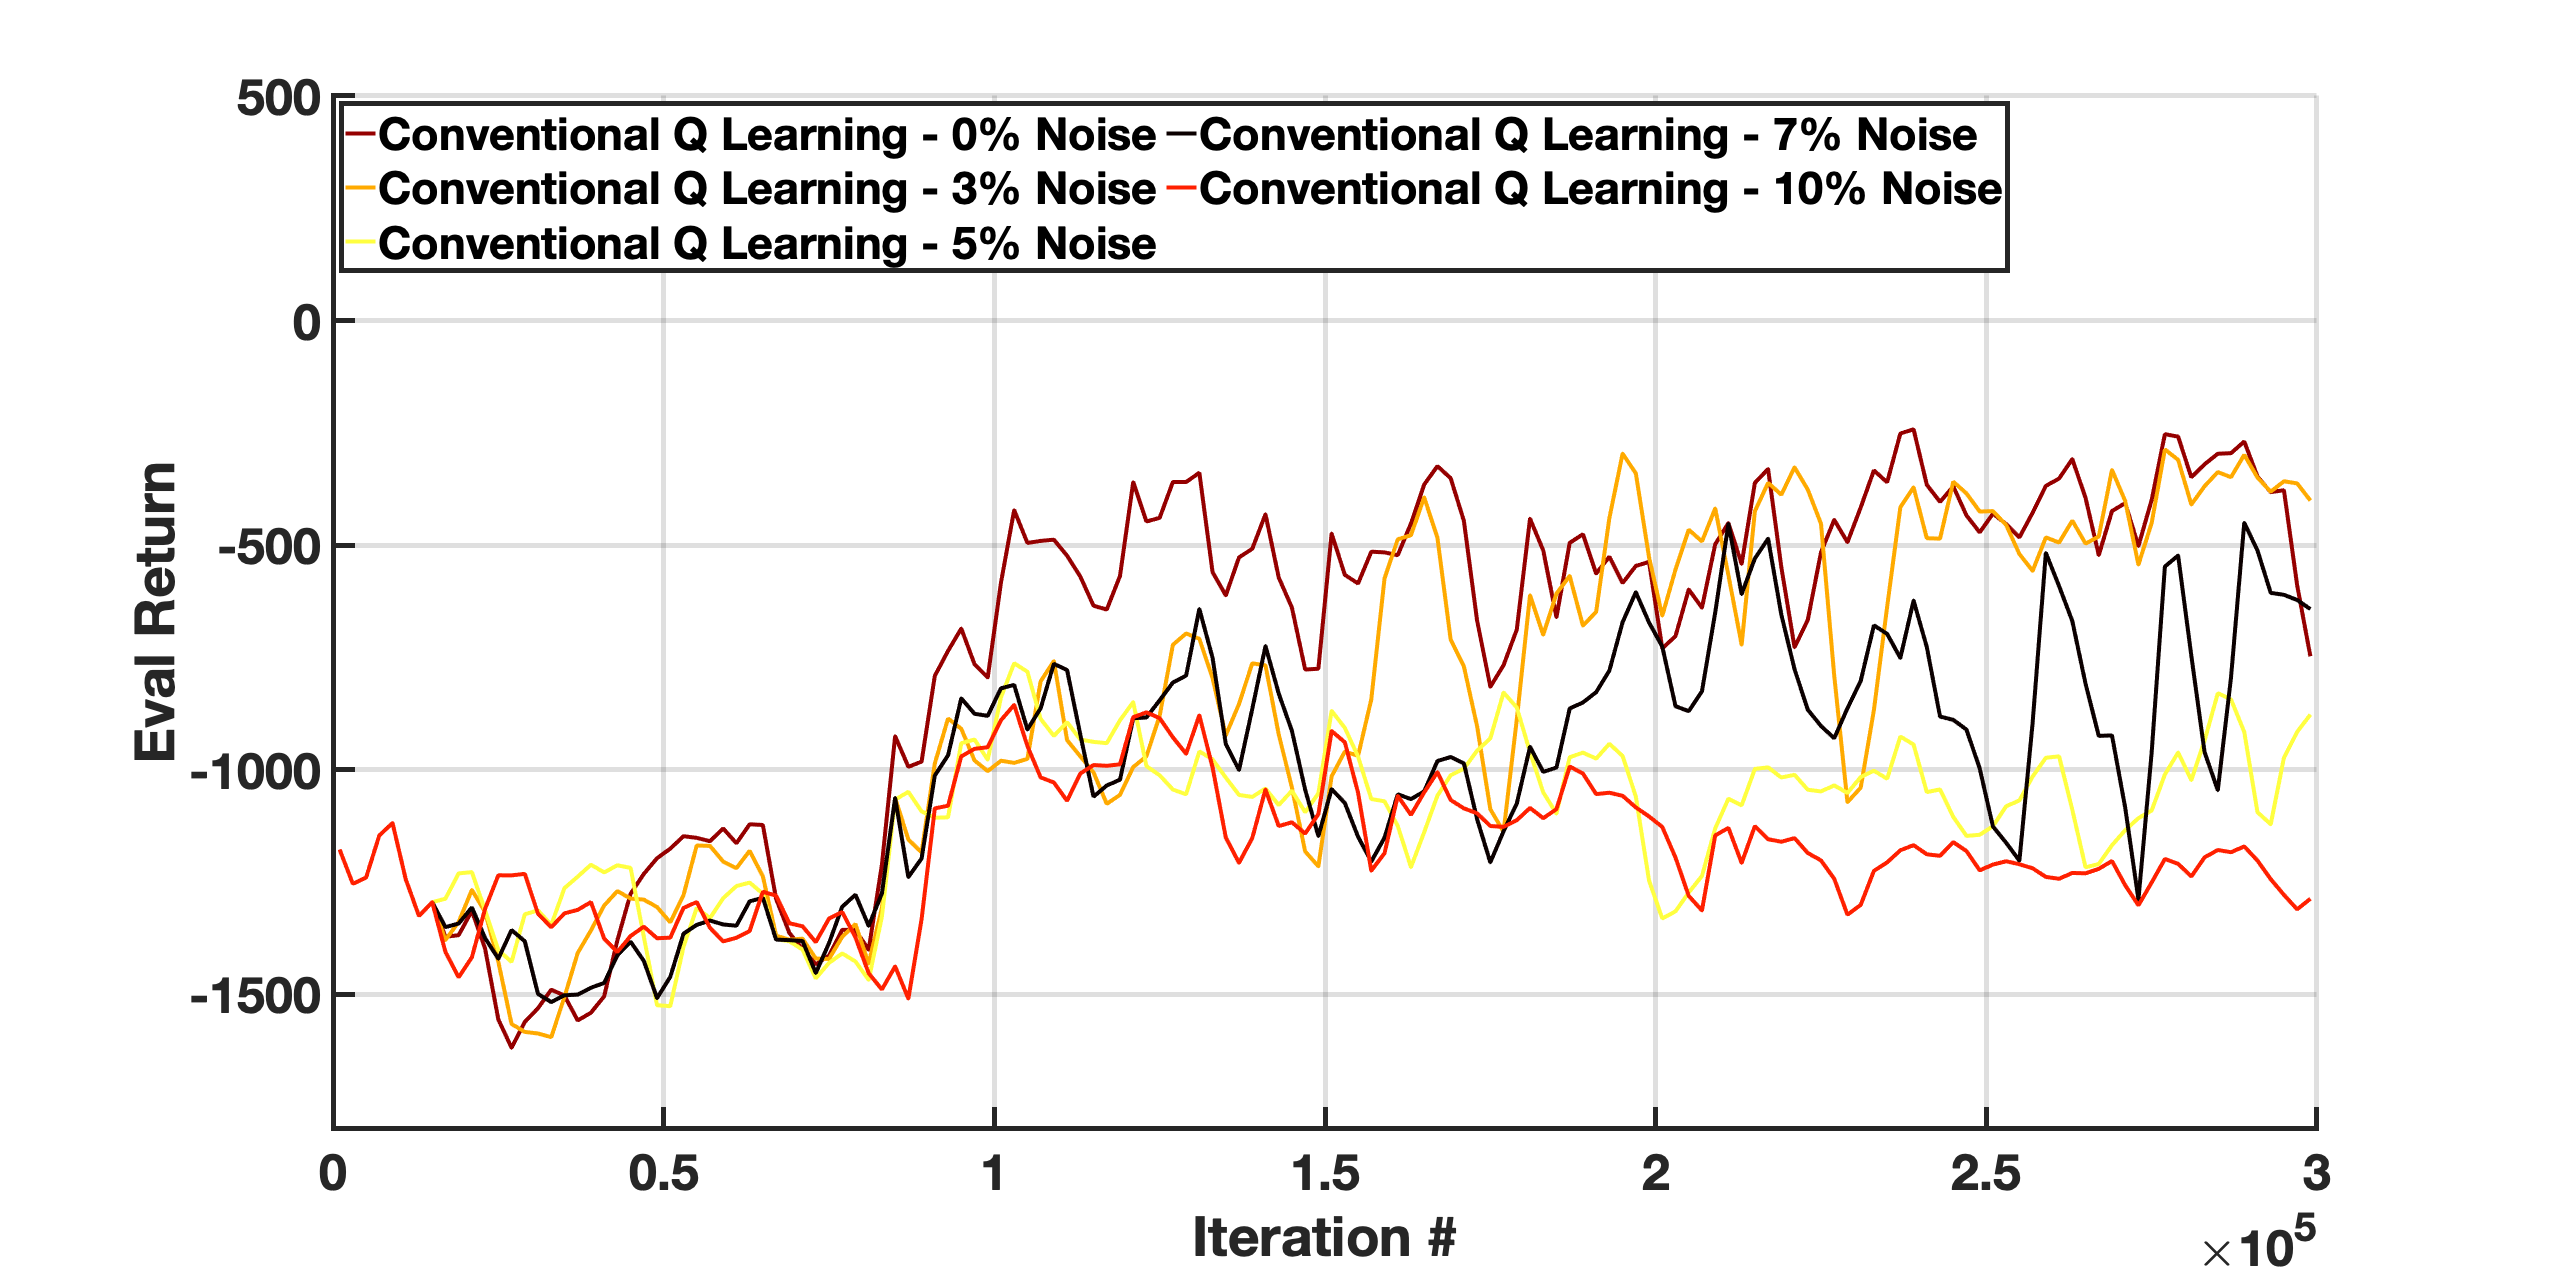 500
Conventional Q Learning - 0% Noise
Conventional Q Learning - 7% Noise
Conventional Q Learning - 3% Noise
Conventional Q Learning - 10% Noise
Conventional Q Learning - 5% Noise
0
-500
-1000
-1500
Eval Return
0 0.5 1 1.5 2 2.5 3
Iteration #
×10^5